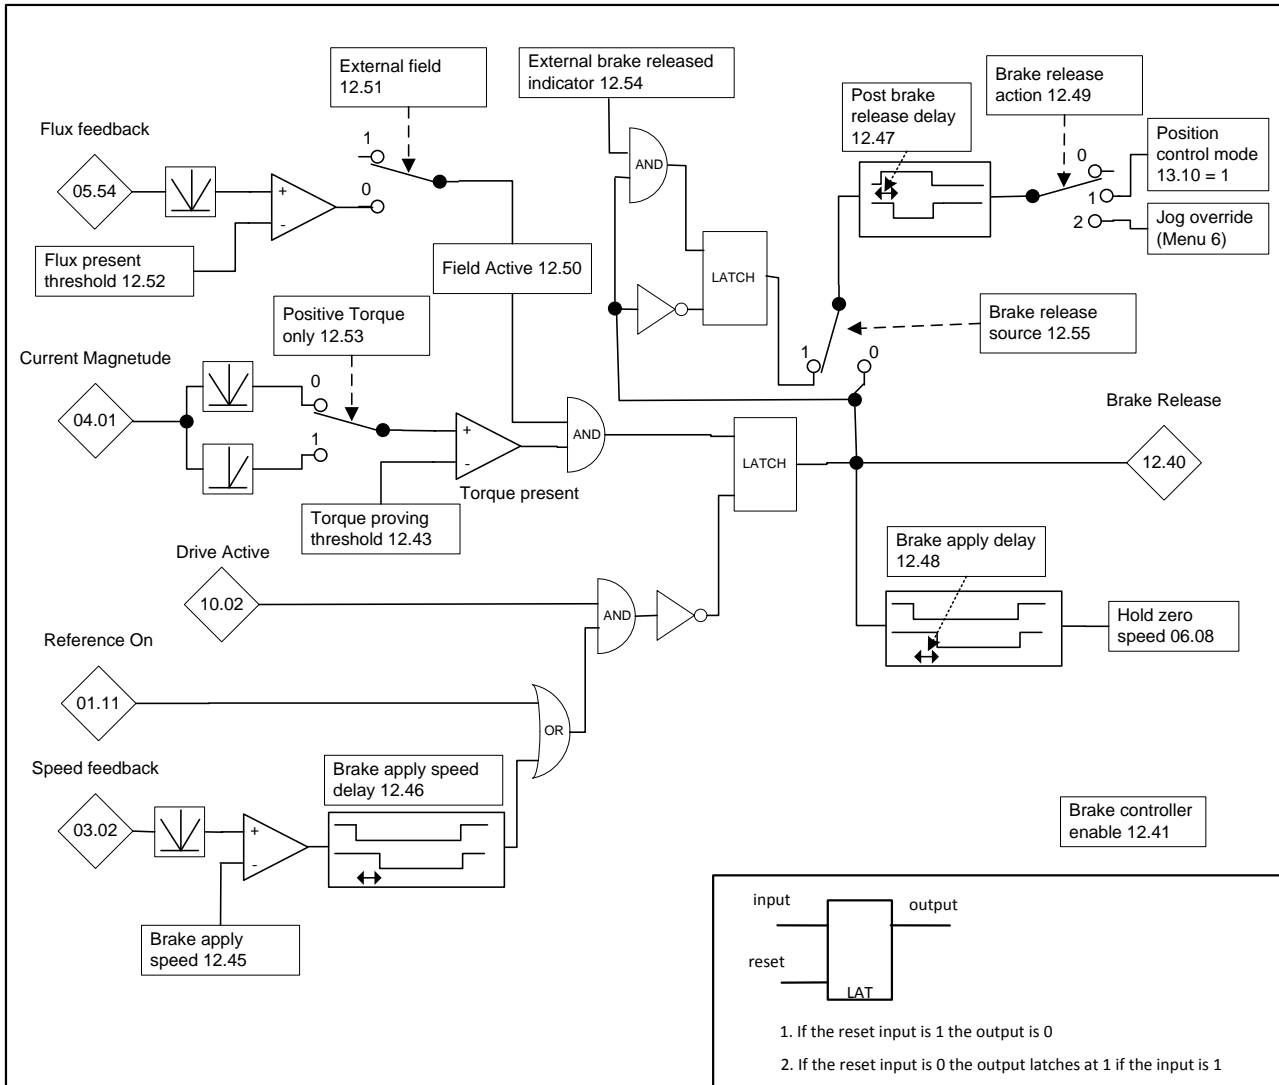 External field
12.51
External brake released
indicator 12.54
Post brake
release delay
12.47
Brake release
action 12.49
Position
control mode
13.10 = 1
Jog override
(Menu 6)
0
1
2
Flux feedback
05.54
1
0
+
-
Flux present
threshold 12.52
Field Active 12.50
AND
LATCH
Brake release
source 12.55
1
0
Positive Torque
only 12.53
Current Magnetude
04.01
0
1
+
-
Torque present
Torque proving
threshold 12.43
AND
LATCH
Brake Release
12.40
Brake apply delay
12.48
Hold zero
speed 06.08
Drive Active
10.02
AND
Reference On
01.11
OR
Speed feedback
03.02
+
-
Brake apply speed
delay 12.46
Brake apply
speed 12.45
Brake controller
enable 12.41
input
output
reset
LAT
1. If the reset input is 1 the output is 0
2. If the reset input is 0 the output latches at 1 if the input is 1